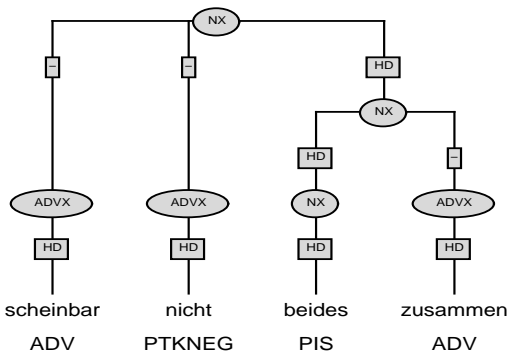 NX
– – HD
NX
HD –
ADVX ADVX NX ADVX
HD HD HD HD
scheinbar nicht beides zusammen
ADV PTKNEG PIS ADV